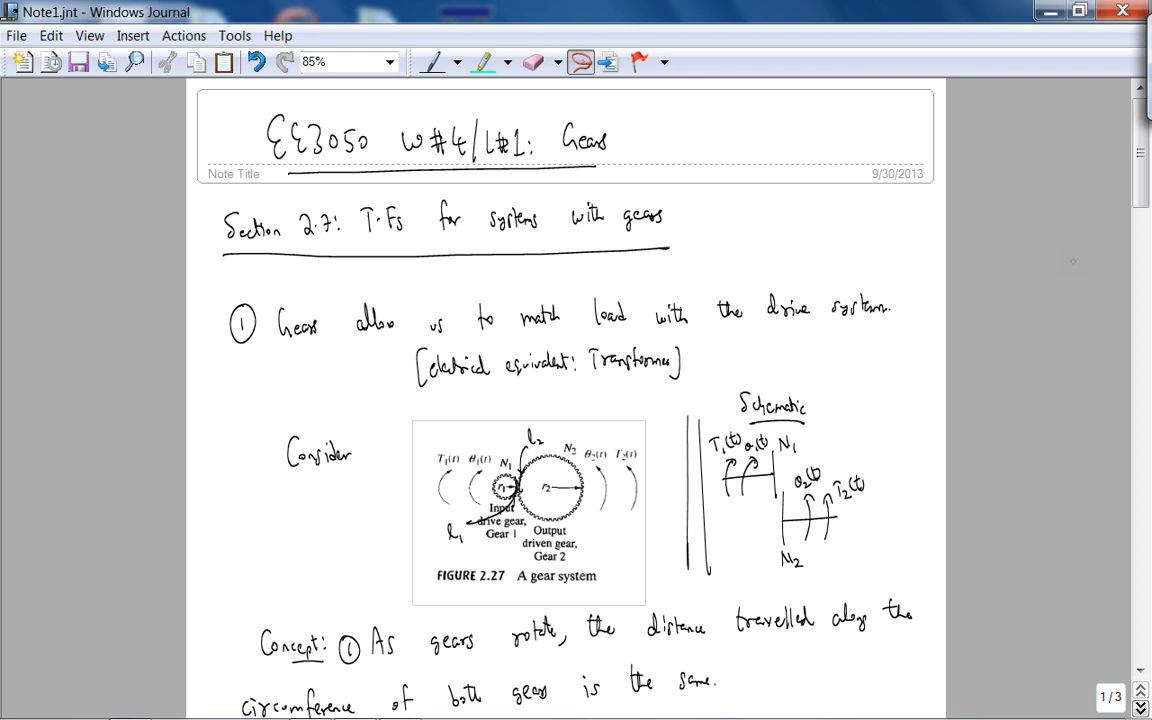 Note1.jnt - Windows Journal
File Edit View Insert Actions Tools Help
85%
EE3050 W#4/L#1: Gears
Note Title
9/30/2013
Section 2.7: T.Fs for systems with gears
① Gears allow us to match load with the drive system.
[electrical equivalent: Transformer]
Consider
l2
T1(t) θ1(t) N1
N2 θ2(t) T2(t)
r1 r2
l1
Input
drive gear,
Gear 1
Output
driven gear,
Gear 2
FIGURE 2.27 A gear system
Schematic
T1(t) θ1(t) N1
θ2(t) T2(t)
N2
Concept: ① As gears rotate, the distance travelled along the
circumference of both gears is the same.
1 / 3